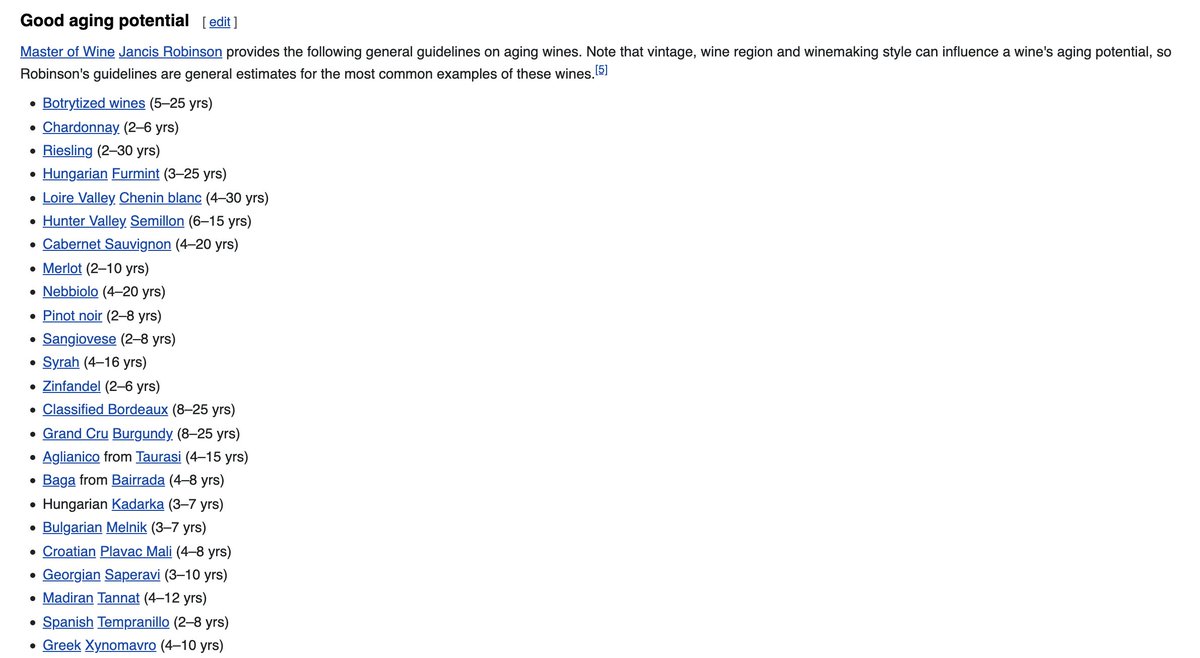 Good aging potential [ edit ]
Master of Wine Jancis Robinson provides the following general guidelines on aging wines. Note that vintage, wine region and winemaking style can influence a wine's aging potential, so
Robinson's guidelines are general estimates for the most common examples of these wines.[5]
• Botrytized wines (5–25 yrs)
• Chardonnay (2–6 yrs)
• Riesling (2–30 yrs)
• Hungarian Furmint (3–25 yrs)
• Loire Valley Chenin blanc (4–30 yrs)
• Hunter Valley Semillon (6–15 yrs)
• Cabernet Sauvignon (4–20 yrs)
• Merlot (2–10 yrs)
• Nebbiolo (4–20 yrs)
• Pinot noir (2–8 yrs)
• Sangiovese (2–8 yrs)
• Syrah (4–16 yrs)
• Zinfandel (2–6 yrs)
• Classified Bordeaux (8–25 yrs)
• Grand Cru Burgundy (8–25 yrs)
• Aglianico from Taurasi (4–15 yrs)
• Baga from Bairrada (4–8 yrs)
• Hungarian Kadarka (3–7 yrs)
• Bulgarian Melnik (3–7 yrs)
• Croatian Plavac Mali (4–8 yrs)
• Georgian Saperavi (3–10 yrs)
• Madiran Tannat (4–12 yrs)
• Spanish Tempranillo (2–8 yrs)
• Greek Xynomavro (4–10 yrs)